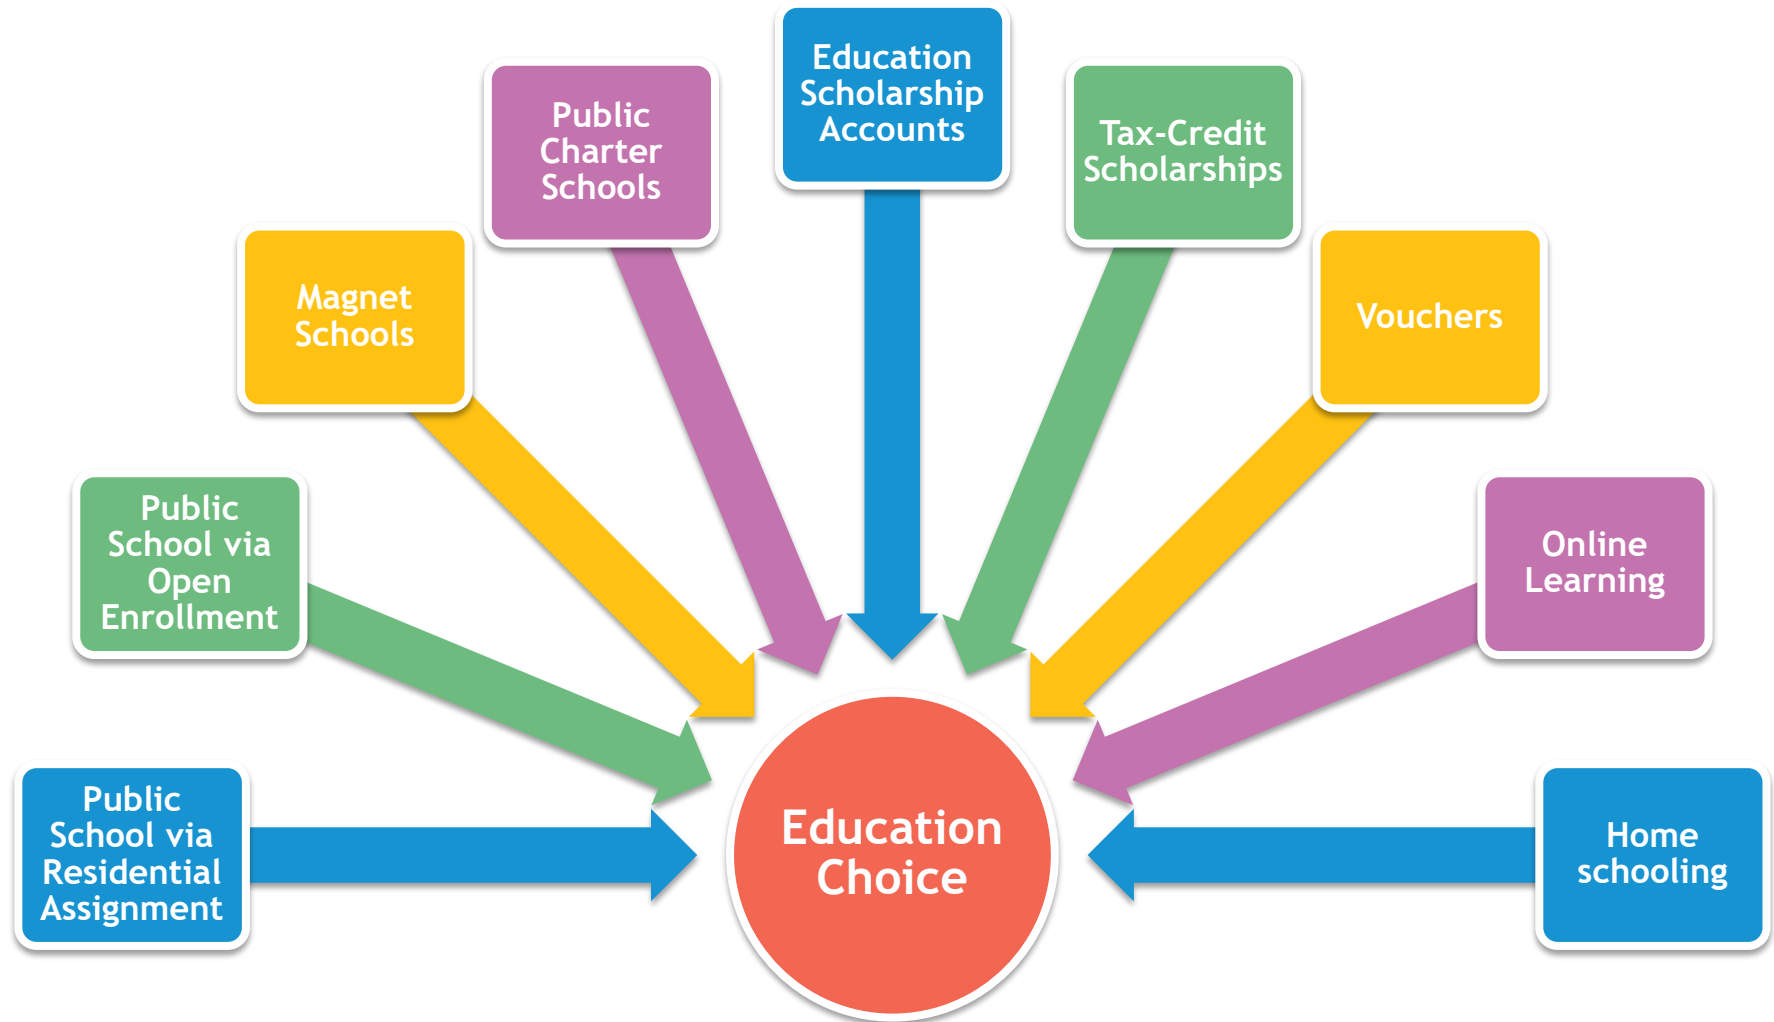 Public
School via
Residential
Assignment
Public
School via
Open
Enrollment
Magnet
Schools
Public
Charter
Schools
Education
Scholarship
Accounts
Tax-Credit
Scholarships
Vouchers
Online
Learning
Home
schooling
Education
Choice